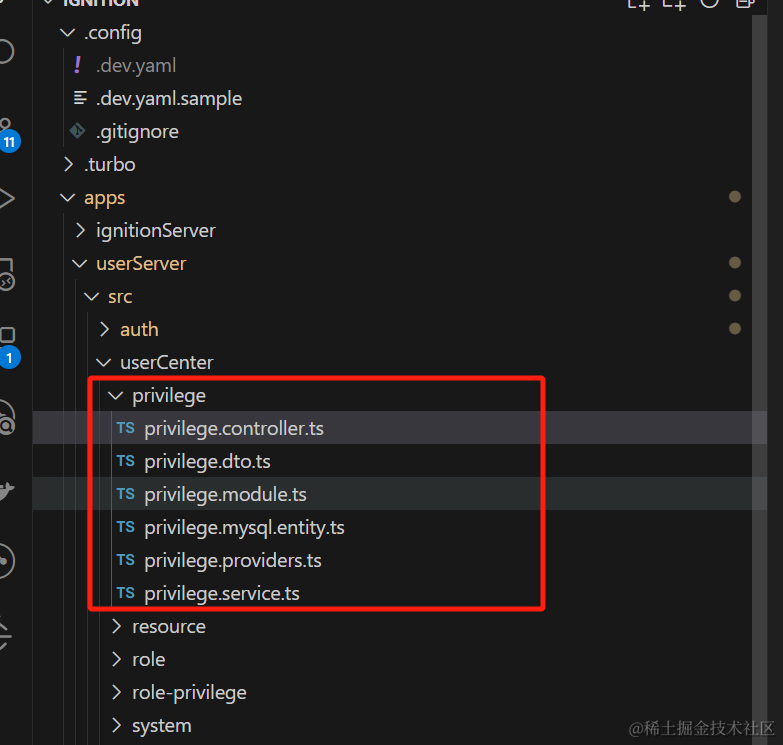 IGNITION
.config
! .dev.yaml
.dev.yaml.sample
.gitignore
11
.turbo
apps
ignitionServer
userServer
src
auth
userCenter
1
privilege
TS privilege.controller.ts
TS privilege.dto.ts
TS privilege.module.ts
TS privilege.mysql.entity.ts
TS privilege.providers.ts
TS privilege.service.ts
resource
role
role-privilege
system
@稀土掘金技术社区